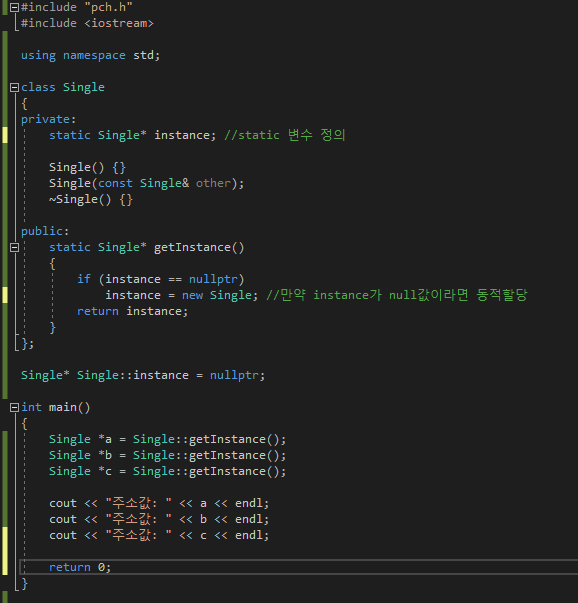 #include "pch.h"
#include <iostream>
using namespace std;
class Single
{
private:
    static Single* instance; //static 변수 정의
    Single() {}
    Single(const Single& other);
    ~Single() {}
public:
    static Single* getInstance()
    {
        if (instance == nullptr)
            instance = new Single; //만약 instance가 null값이라면 동적할당
        return instance;
    }
};
Single* Single::instance = nullptr;
int main()
{
    Single *a = Single::getInstance();
    Single *b = Single::getInstance();
    Single *c = Single::getInstance();
    cout << "주소값: " << a << endl;
    cout << "주소값: " << b << endl;
    cout << "주소값: " << c << endl;
    return 0;
}